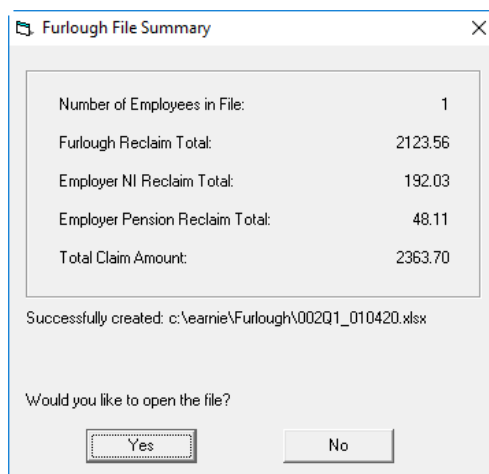 Furlough File Summary
Number of Employees in File: 1
Furlough Reclaim Total: 2123.56
Employer NI Reclaim Total: 192.03
Employer Pension Reclaim Total: 48.11
Total Claim Amount: 2363.70
Successfully created: c:\earnie\Furlough\002Q1_010420.xlsx
Would you like to open the file?
Yes No